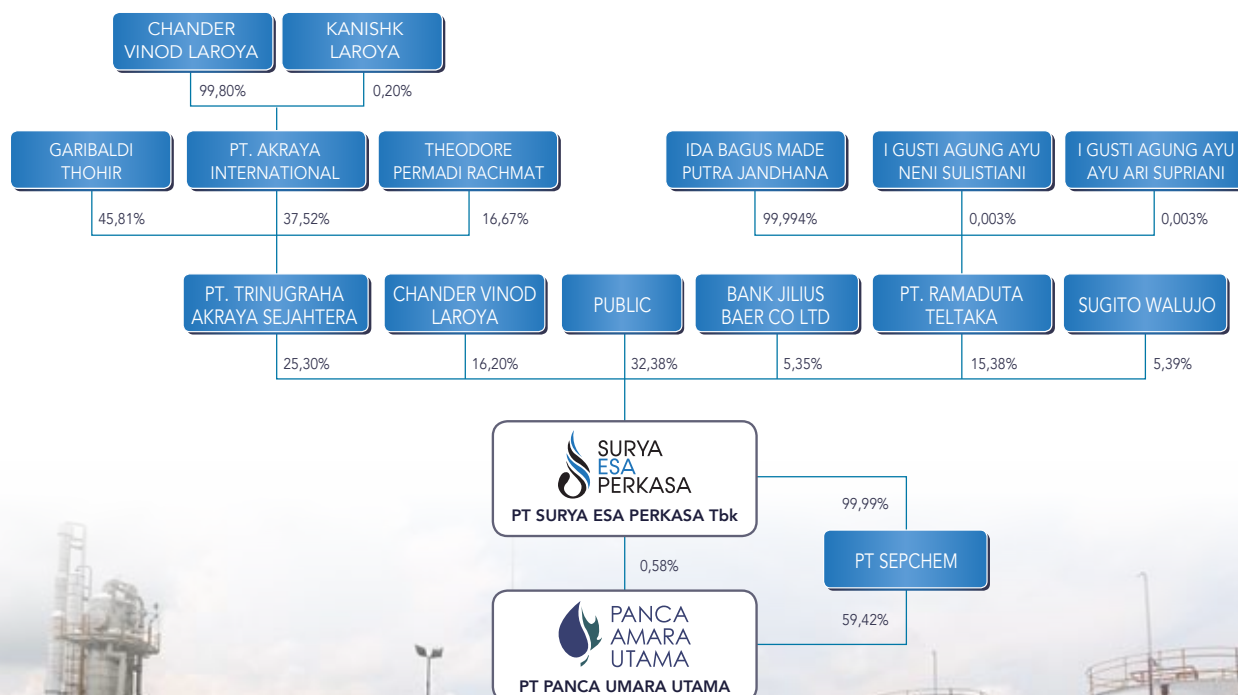 CHANDER
VINOD LAROYA
KANISHK
LAROYA
99,80%
0,20%
GARIBALDI
THOHIR
PT. AKRAYA
INTERNATIONAL
THEODORE
PERMADI RACHMAT
IDA BAGUS MADE
PUTRA JANDHANA
I GUSTI AGUNG AYU
NENI SULISTIANI
I GUSTI AGUNG AYU
AYU ARI SUPRIANI
45,81%
37,52%
16,67%
99,994%
0,003%
0,003%
PT. TRINUGRAHA
AKRAYA SEJAHTERA
CHANDER VINOD
LAROYA
PUBLIC
BANK JILIUS
BAER CO LTD
PT. RAMADUTA
TELTAKA
SUGITO WALUJO
25,30%
16,20%
32,38%
5,35%
15,38%
5,39%
SURYA
ESA
PERKASA
PT SURYA ESA PERKASA Tbk
99,99%
0,58%
PT SEPCHEM
59,42%
PANCA
AMARA
UTAMA
PT PANCA UMARA UTAMA